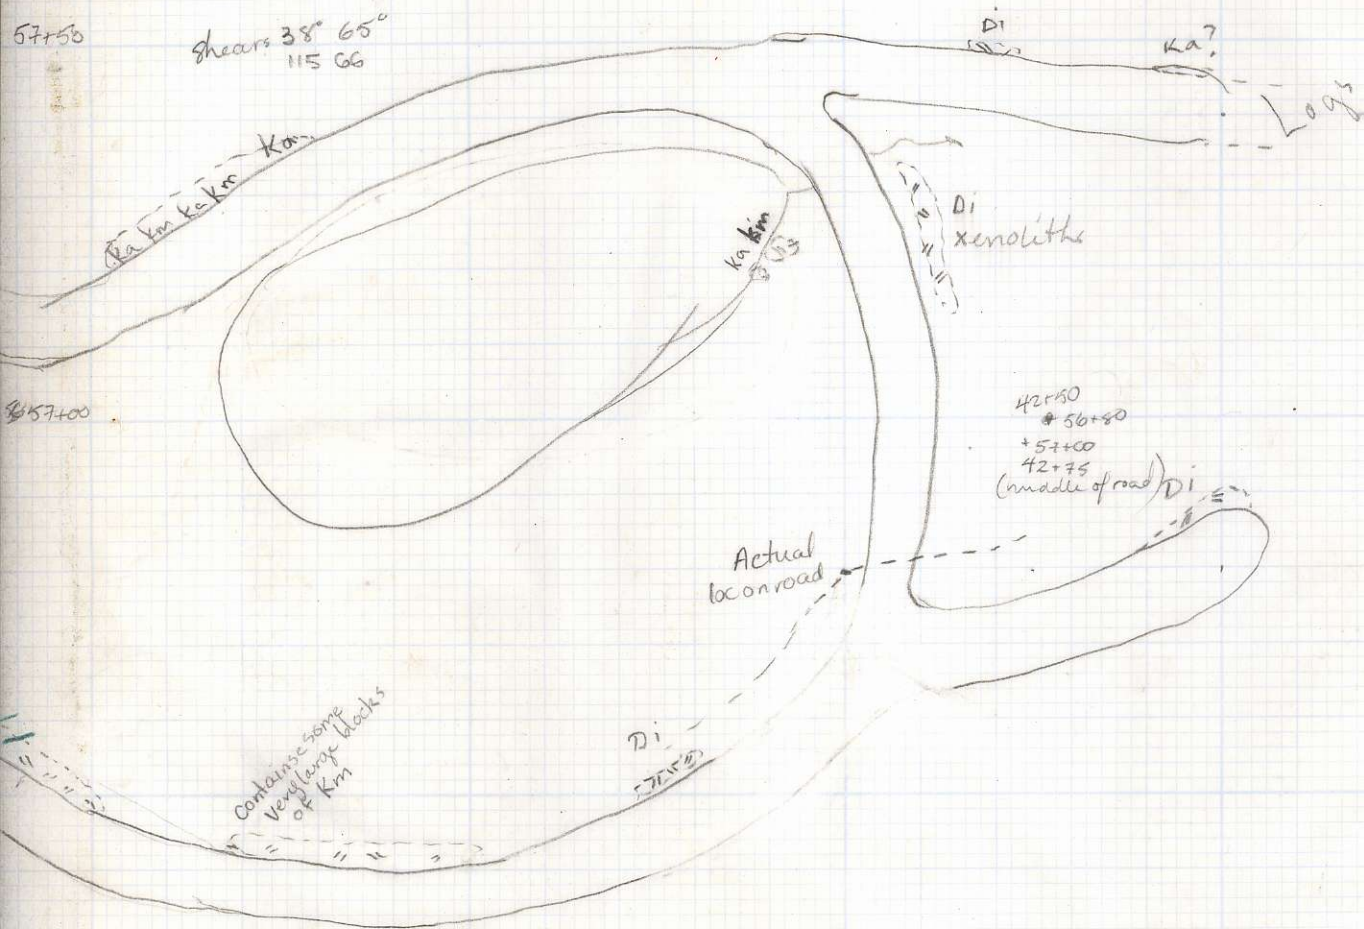 57+50
shears 38° 65°
115 66
Di
Ka?
Logs
Ka
Ka Km Ka Km
Ka Km
Di
Di
xenoliths
57+00
42+50
56+80
+ 57+00
42+75
(middle of road)
Di
Actual
loc on road
Di
contains some
very large blocks
of Km